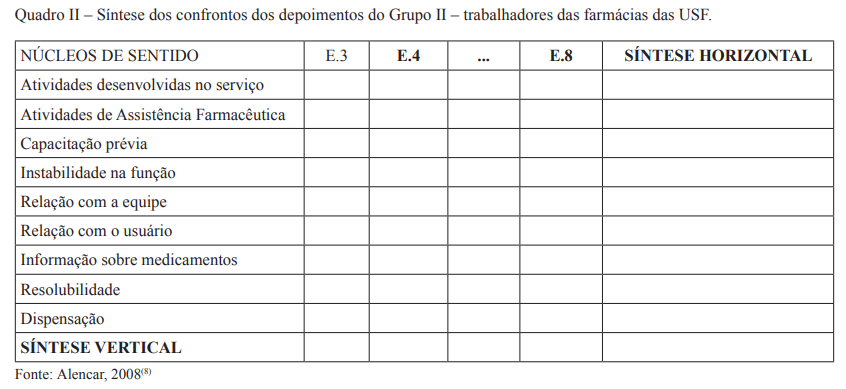 Quadro II – Síntese dos confrontos dos depoimentos do Grupo II – trabalhadores das farmácias das USF.
NÚCLEOS DE SENTIDO E.3 E.4 ... E.8 SÍNTESE HORIZONTAL
Atividades desenvolvidas no serviço
Atividades de Assistência Farmacêutica
Capacitação prévia
Instabilidade na função
Relação com a equipe
Relação com o usuário
Informação sobre medicamentos
Resolubilidade
Dispensação
SÍNTESE VERTICAL
Fonte: Alencar, 2008(8)